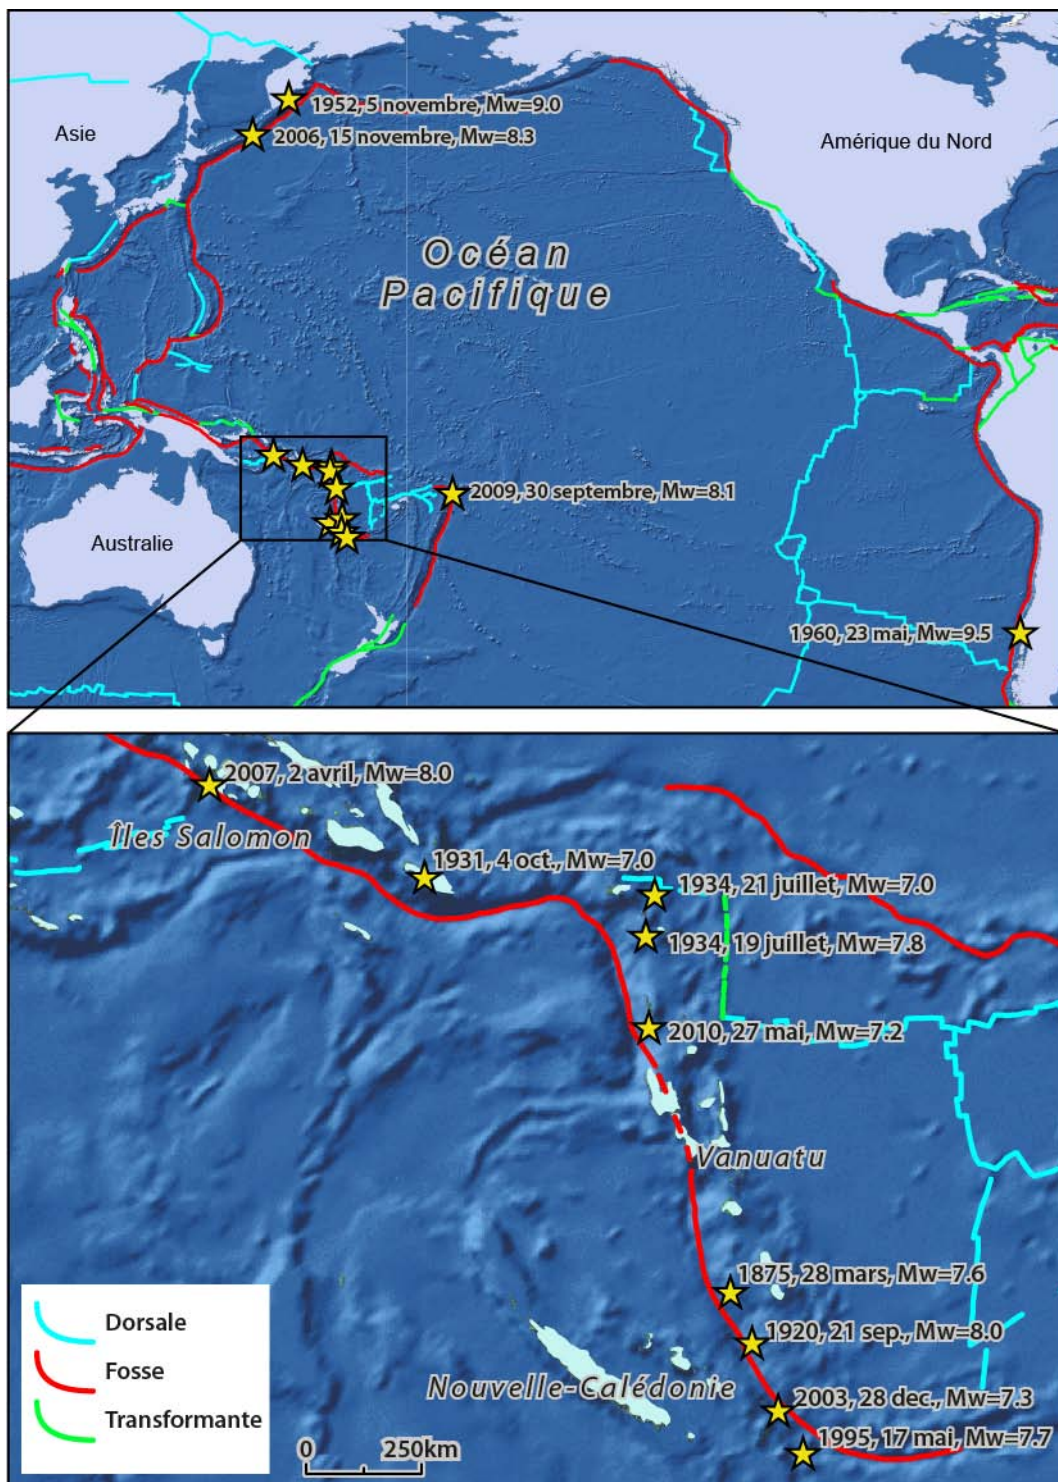 1952, 5 novembre, Mw=9.0
Asie
2006, 15 novembre, Mw=8.3
Amérique du Nord
Océan
Pacifique
2009, 30 septembre, Mw=8.1
Australie
1960, 23 mai, Mw=9.5
2007, 2 avril, Mw=8.0
Îles Salomon
1931, 4 oct., Mw=7.0
1934, 21 juillet, Mw=7.0
1934, 19 juillet, Mw=7.8
2010, 27 mai, Mw=7.2
Vanuatu
1875, 28 mars, Mw=7.6
1920, 21 sep., Mw=8.0
Nouvelle-Calédonie
2003, 28 dec., Mw=7.3
1995, 17 mai, Mw=7.7
Dorsale
Fosse
Transformante
0 250km